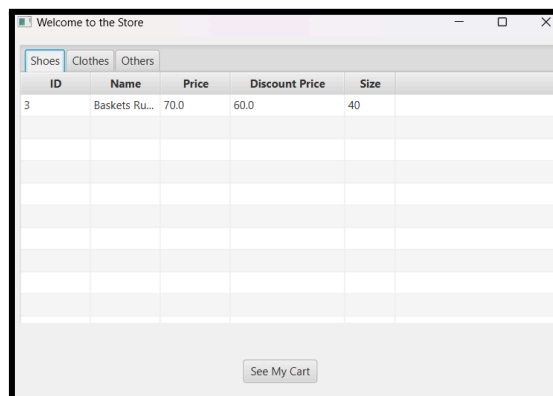 Welcome to the Store
Shoes Clothes Others
ID Name Price Discount Price Size
3 Baskets Ru... 70.0 60.0 40
See My Cart